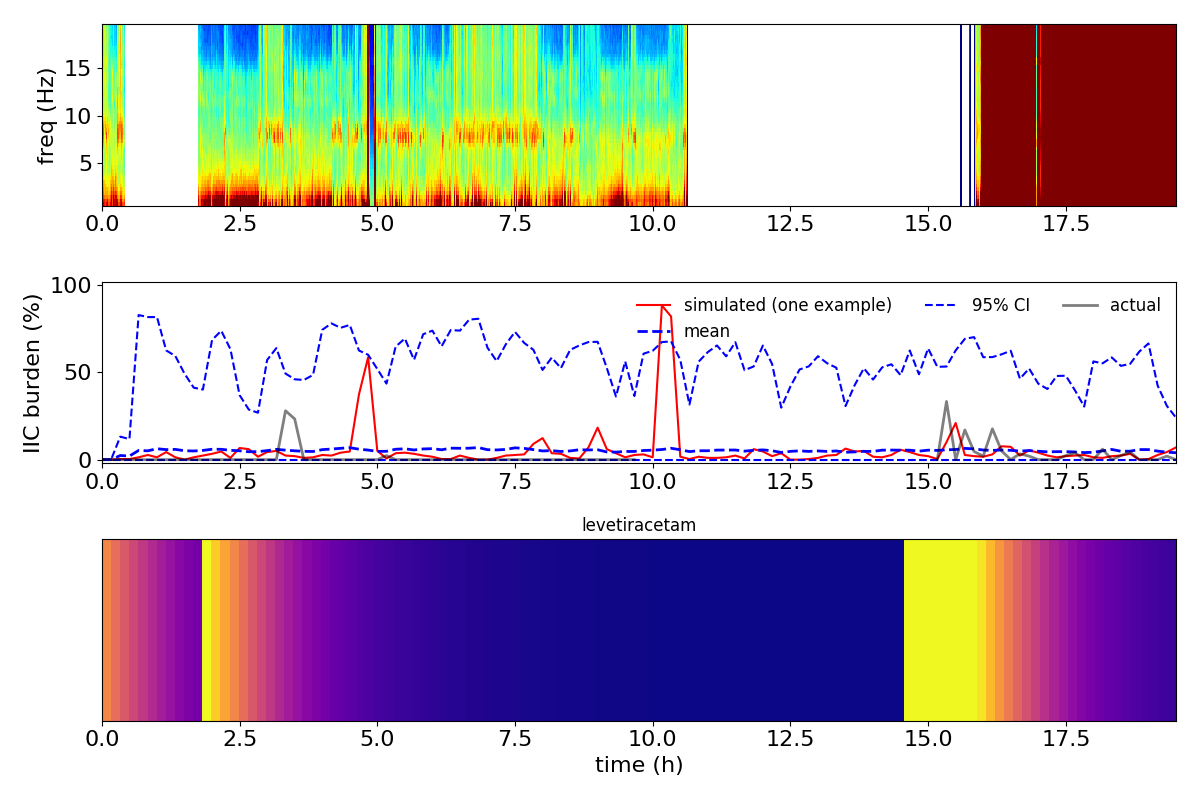 freq (Hz)
15
10
5
0.0 2.5 5.0 7.5 10.0 12.5 15.0 17.5
IIC burden (%)
100
50
0
simulated (one example) 95% CI actual
mean
0.0 2.5 5.0 7.5 10.0 12.5 15.0 17.5
levetiracetam
0.0 2.5 5.0 7.5 10.0 12.5 15.0 17.5
time (h)